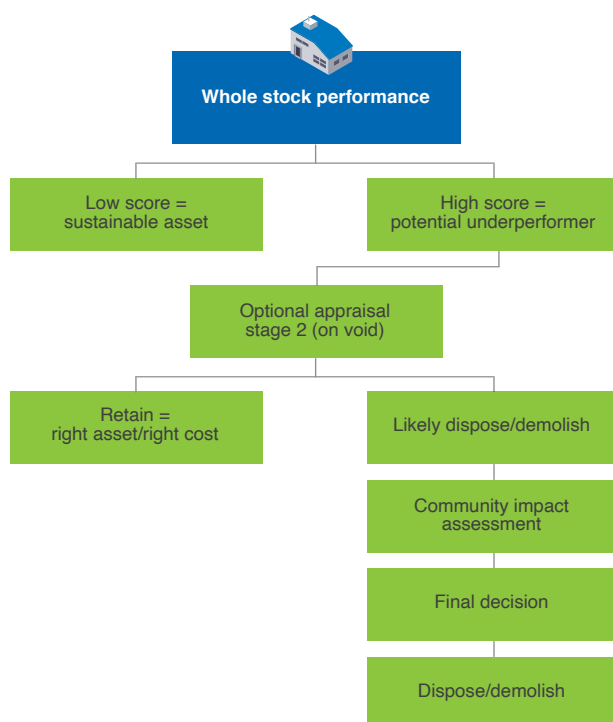 Whole stock performance
Low score =
sustainable asset
High score =
potential underperformer
Optional appraisal
stage 2 (on void)
Retain =
right asset/right cost
Likely dispose/demolish
Community impact
assessment
Final decision
Dispose/demolish